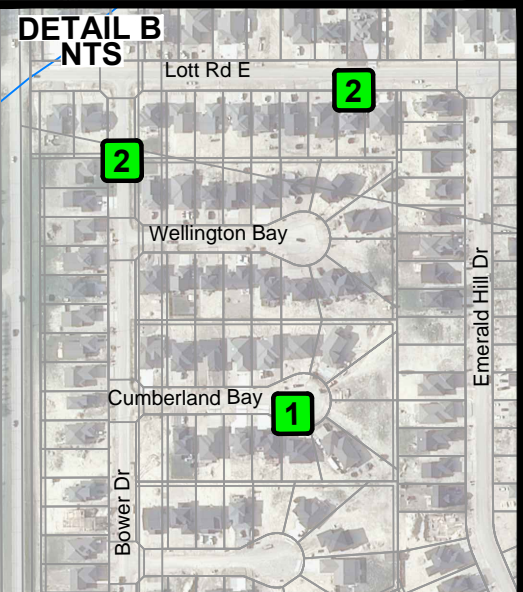 DETAIL B
NTS
Lott Rd E
2
2
Wellington Bay
Emerald Hill Dr
Cumberland Bay
1
Bower Dr